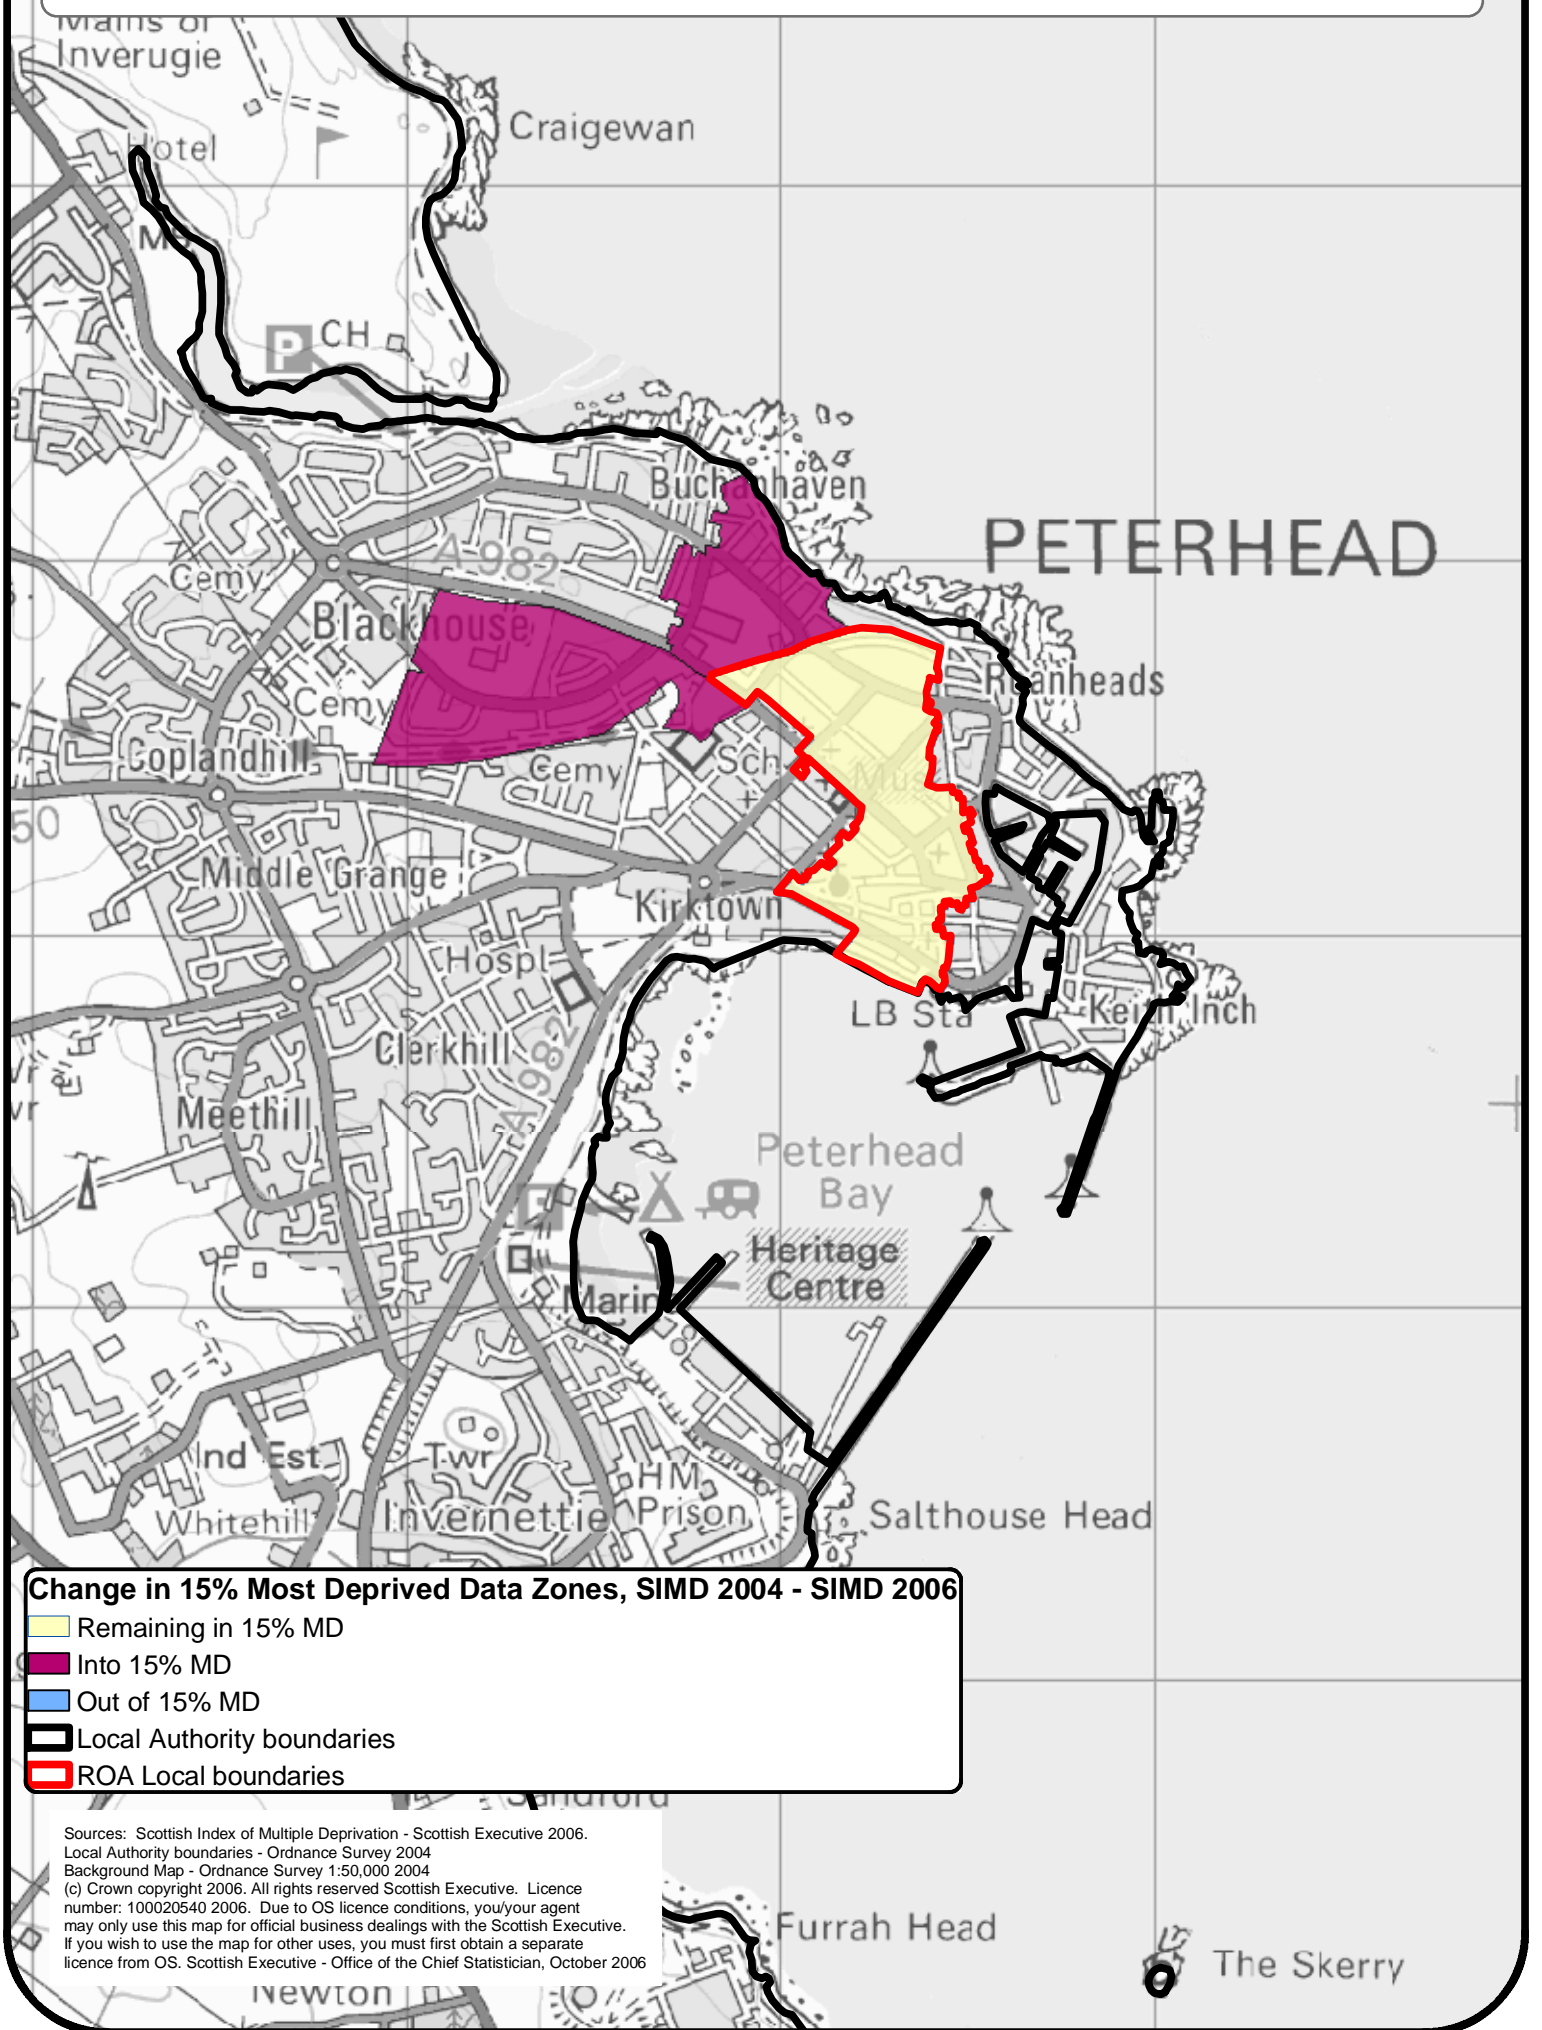 Mains of
Inverugie
Craigewan
Hotel
MS
P
CH
Buchanhaven
PETERHEAD
A 982
Cemy
Blackhouse
Roanheads
Cemy
Coplandhill
Cemy
Sch
Mus
50
Middle Grange
Kirktown
Hospl
LB Sta
Keith Inch
Clerkhill
A 982
Meethill
Peterhead
Bay
Heritage
Centre
Marina
Ind Est
Twr
HM
Prison
Whitehill
Invernettie
Salthouse Head
Change in 15% Most Deprived Data Zones, SIMD 2004 - SIMD 2006
Remaining in 15% MD
Into 15% MD
Out of 15% MD
Local Authority boundaries
ROA Local boundaries
Sandford
Sources: Scottish Index of Multiple Deprivation - Scottish Executive 2006.
Local Authority boundaries - Ordnance Survey 2004
Background Map - Ordnance Survey 1:50,000 2004
(c) Crown copyright 2006. All rights reserved Scottish Executive. Licence
number: 100020540 2006. Due to OS licence conditions, you/your agent
may only use this map for official business dealings with the Scottish Executive.
If you wish to use the map for other uses, you must first obtain a separate
licence from OS. Scottish Executive - Office of the Chief Statistician, October 2006
Furrah Head
The Skerry
Newton